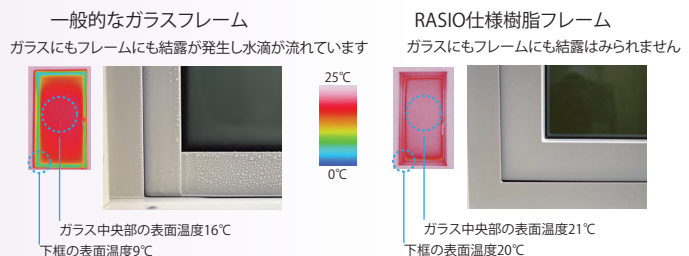 一般的なガラスフレーム
ガラスにもフレームにも結露が発生し水滴が流れています
25℃
0℃
ガラス中央部の表面温度16℃
下框の表面温度9℃
RASIO仕様樹脂フレーム
ガラスにもフレームにも結露はみられません
ガラス中央部の表面温度21℃
下框の表面温度20℃